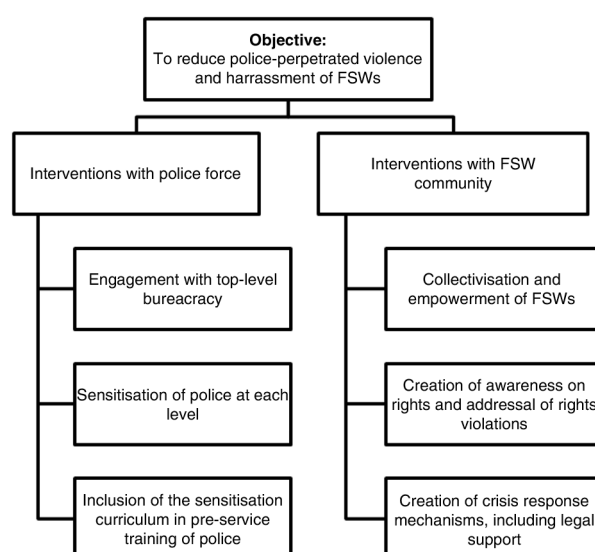 Objective:
To reduce police-perpetrated violence
and harrassment of FSWs
Interventions with police force
Interventions with FSW
community
Engagement with top-level
bureacracy
Collectivisation and
empowerment of FSWs
Sensitisation of police at each
level
Creation of awareness on
rights and addressal of rights
violations
Inclusion of the sensitisation
curriculum in pre-service
training of police
Creation of crisis response
mechanisms, including legal
support